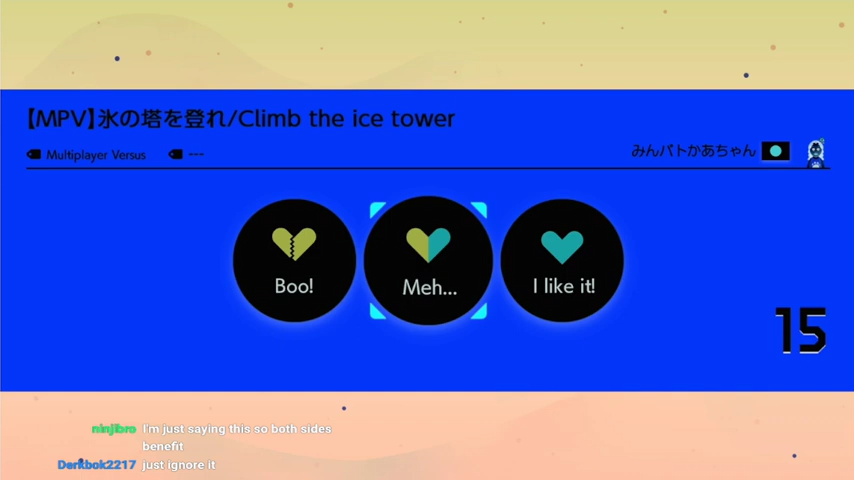 【MPV】氷の塔を登れ/Climb the ice tower
Multiplayer Versus ---
みんバトかあちゃん
Boo!
Meh...
I like it!
15
ninjibro I'm just saying this so both sides
benefit
Derkbok2217 just ignore it